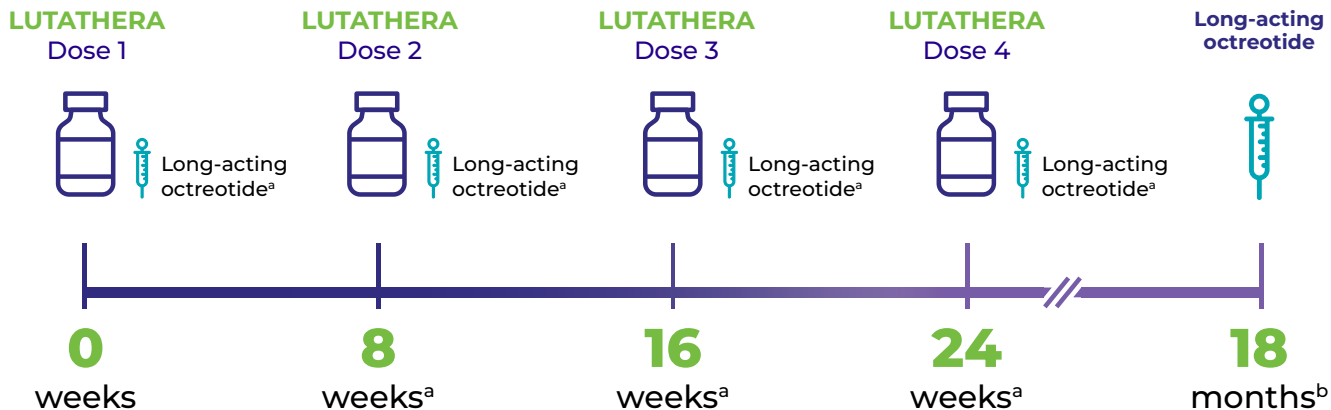 LUTATHERA
Dose 1
LUTATHERA
Dose 2
LUTATHERA
Dose 3
LUTATHERA
Dose 4
Long-acting
octreotide
Long-acting
octreotideᵃ
Long-acting
octreotideᵃ
Long-acting
octreotideᵃ
Long-acting
octreotideᵃ
0
weeks
8
weeksᵃ
16
weeksᵃ
24
weeksᵃ
18
monthsᵇ